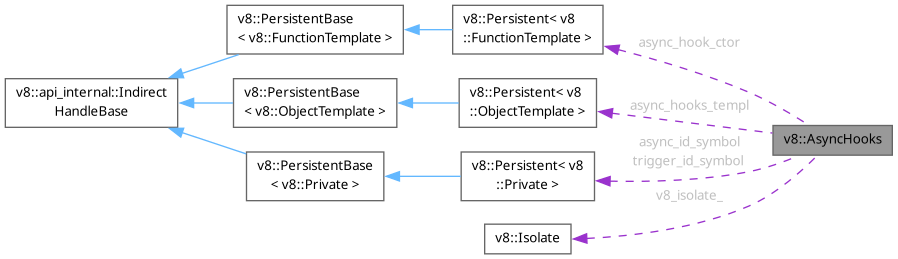 v8::PersistentBase
< v8::FunctionTemplate >
v8::Persistent< v8
::FunctionTemplate >
async_hook_ctor
v8::api_internal::Indirect
HandleBase
v8::PersistentBase
< v8::ObjectTemplate >
v8::Persistent< v8
::ObjectTemplate >
async_hooks_templ
v8::AsyncHooks
async_id_symbol
trigger_id_symbol
v8::PersistentBase
< v8::Private >
v8::Persistent< v8
::Private >
v8_isolate_
v8::Isolate